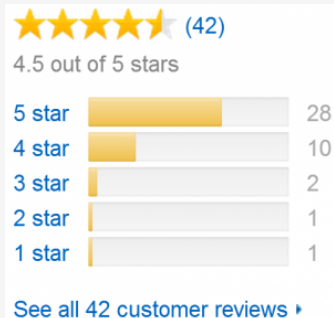 (42)
4.5 out of 5 stars
5 star 28
4 star 10
3 star 2
2 star 1
1 star 1
See all 42 customer reviews